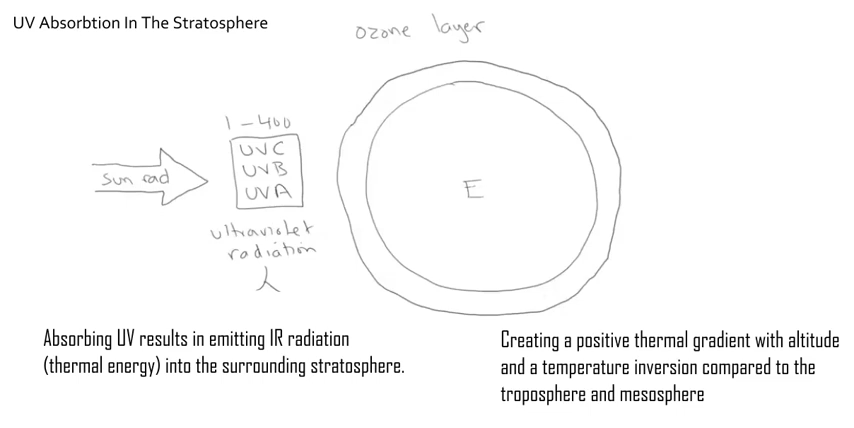 UV Absorbtion In The Stratosphere
ozone layer
1-400
UVC
UVB
UVA
Sun rad
E
ultraviolet
radiation
λ
Absorbing UV results in emitting IR radiation
(thermal energy) into the surrounding stratosphere.
Creating a positive thermal gradient with altitude
and a temperature inversion compared to the
troposphere and mesosphere